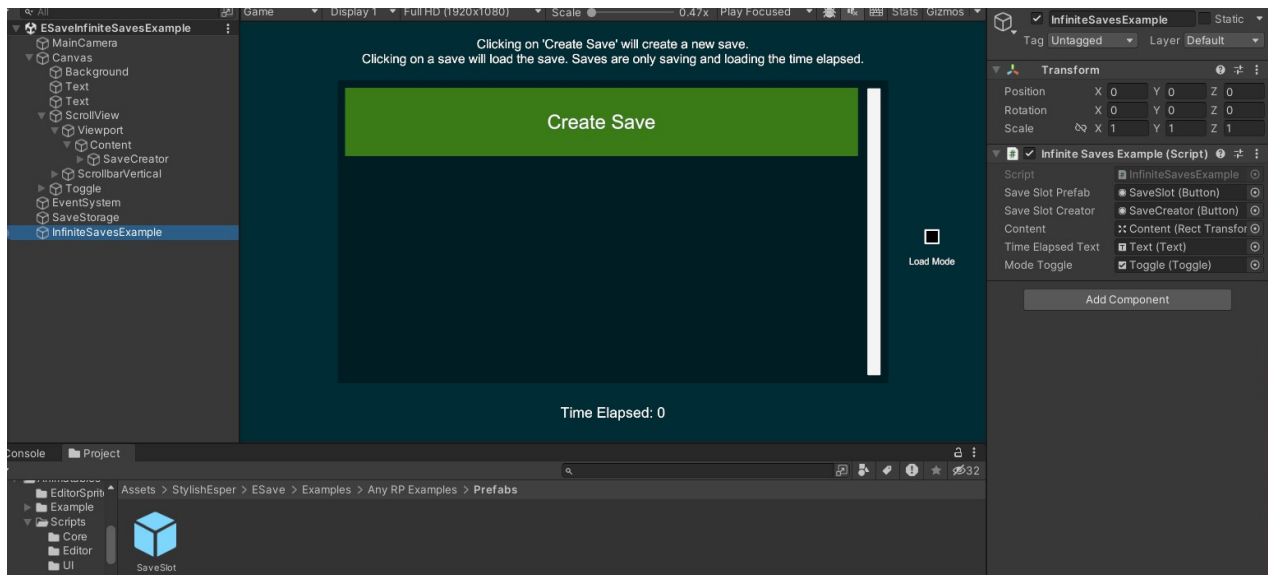 All
ESaveInfiniteSavesExample
MainCamera
Canvas
Background
Text
Text
ScrollView
Viewport
Content
SaveCreator
ScrollbarVertical
Toggle
EventSystem
SaveStorage
InfiniteSavesExample
Game Display 1 Full HD (1920x1080) Scale 0.47x Play Focused Stats Gizmos
Clicking on 'Create Save' will create a new save.
Clicking on a save will load the save. Saves are only saving and loading the time elapsed.
Create Save
Load Mode
Time Elapsed: 0
InfiniteSavesExample Static
Tag Untagged Layer Default
Transform
Position X 0 Y 0 Z 0
Rotation X 0 Y 0 Z 0
Scale X 1 Y 1 Z 1
# Infinite Saves Example (Script)
Script InfiniteSavesExample
Save Slot Prefab SaveSlot (Button)
Save Slot Creator SaveCreator (Button)
Content Content (Rect Transfor
Time Elapsed Text Text (Text)
Mode Toggle Toggle (Toggle)
Add Component
Console Project
32
EditorSprit
Example
Scripts
Core
Editor
UI
Assets > StylishEsper > ESave > Examples > Any RP Examples > Prefabs
SaveSlot